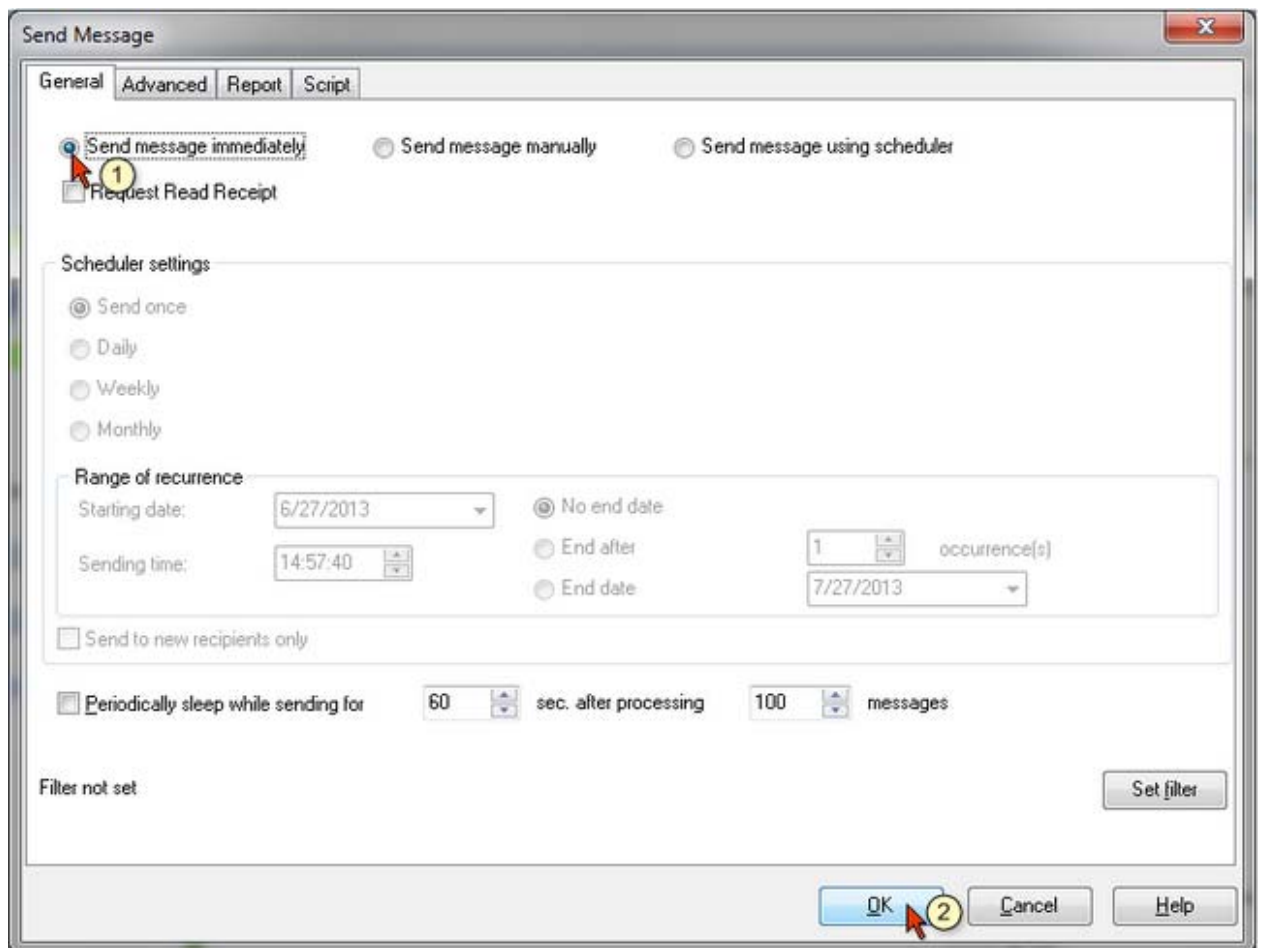 Send Message
General Advanced Report Script
Send message immediately Send message manually Send message using scheduler
1
Request Read Receipt
Scheduler settings
Send once
Daily
Weekly
Monthly
Range of recurrence
Starting date: 6/27/2013 No end date
Sending time: 14:57:40 End after 1 occurrence(s)
End date 7/27/2013
Send to new recipients only
Periodically sleep while sending for 60 sec. after processing 100 messages
Filter not set Set filter
OK 2 Cancel Help